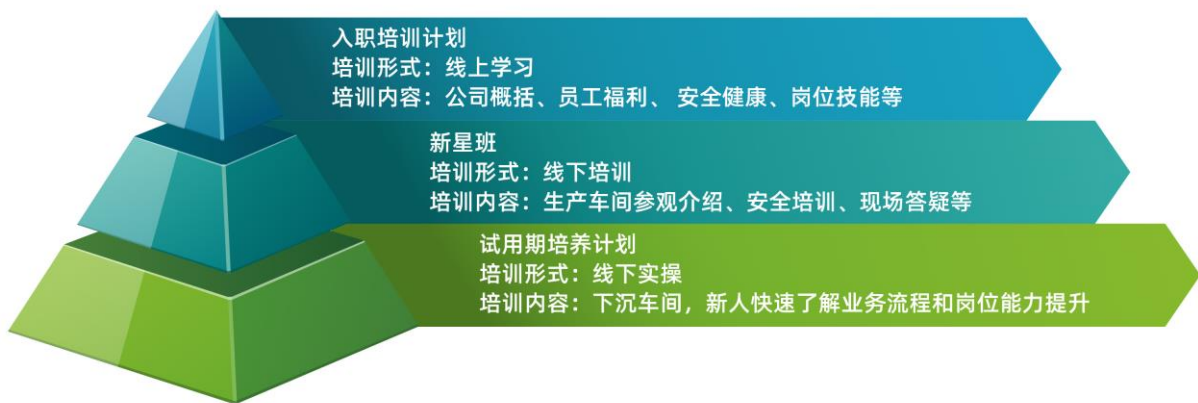 入职培训计划
培训形式：线上学习
培训内容：公司概括、员工福利、 安全健康、岗位技能等
新星班
培训形式：线下培训
培训内容：生产车间参观介绍、安全培训、现场答疑等
试用期培养计划
培训形式：线下实操
培训内容：下沉车间，新人快速了解业务流程和岗位能力提升